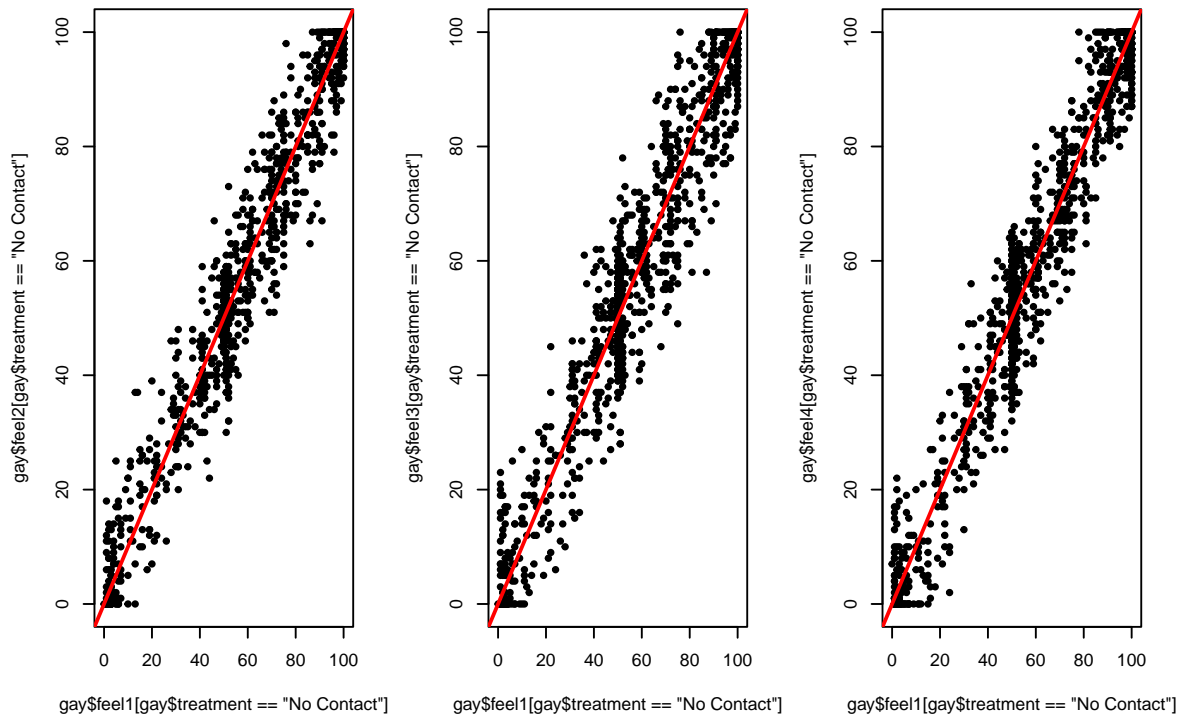 gay$feel2[gay$treatment == "No Contact"]
0 20 40 60 80 100
0 20 40 60 80 100
gay$feel1[gay$treatment == "No Contact"]
gay$feel3[gay$treatment == "No Contact"]
0 20 40 60 80 100
0 20 40 60 80 100
gay$feel1[gay$treatment == "No Contact"]
gay$feel4[gay$treatment == "No Contact"]
0 20 40 60 80 100
0 20 40 60 80 100
gay$feel1[gay$treatment == "No Contact"]